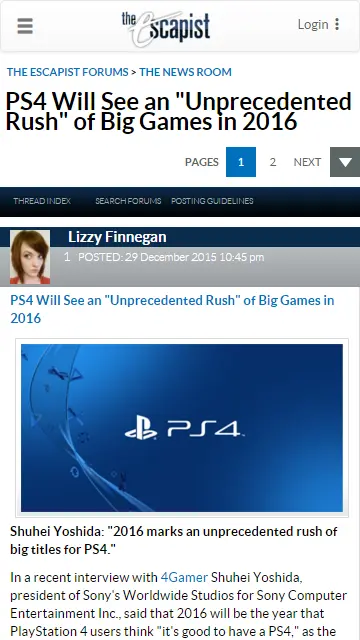 the Escapist
Login
THE ESCAPIST FORUMS > THE NEWS ROOM
PS4 Will See an "Unprecedented
Rush" of Big Games in 2016
PAGES 1 2 NEXT
THREAD INDEX SEARCH FORUMS POSTING GUIDELINES
Lizzy Finnegan
1 POSTED: 29 December 2015 10:45 pm
PS4 Will See an "Unprecedented Rush" of Big Games in
2016
PS4
Shuhei Yoshida: "2016 marks an unprecedented rush of
big titles for PS4."
In a recent interview with 4Gamer Shuhei Yoshida,
president of Sony's Worldwide Studios for Sony Computer
Entertainment Inc., said that 2016 will be the year that
PlayStation 4 users think "it's good to have a PS4," as the